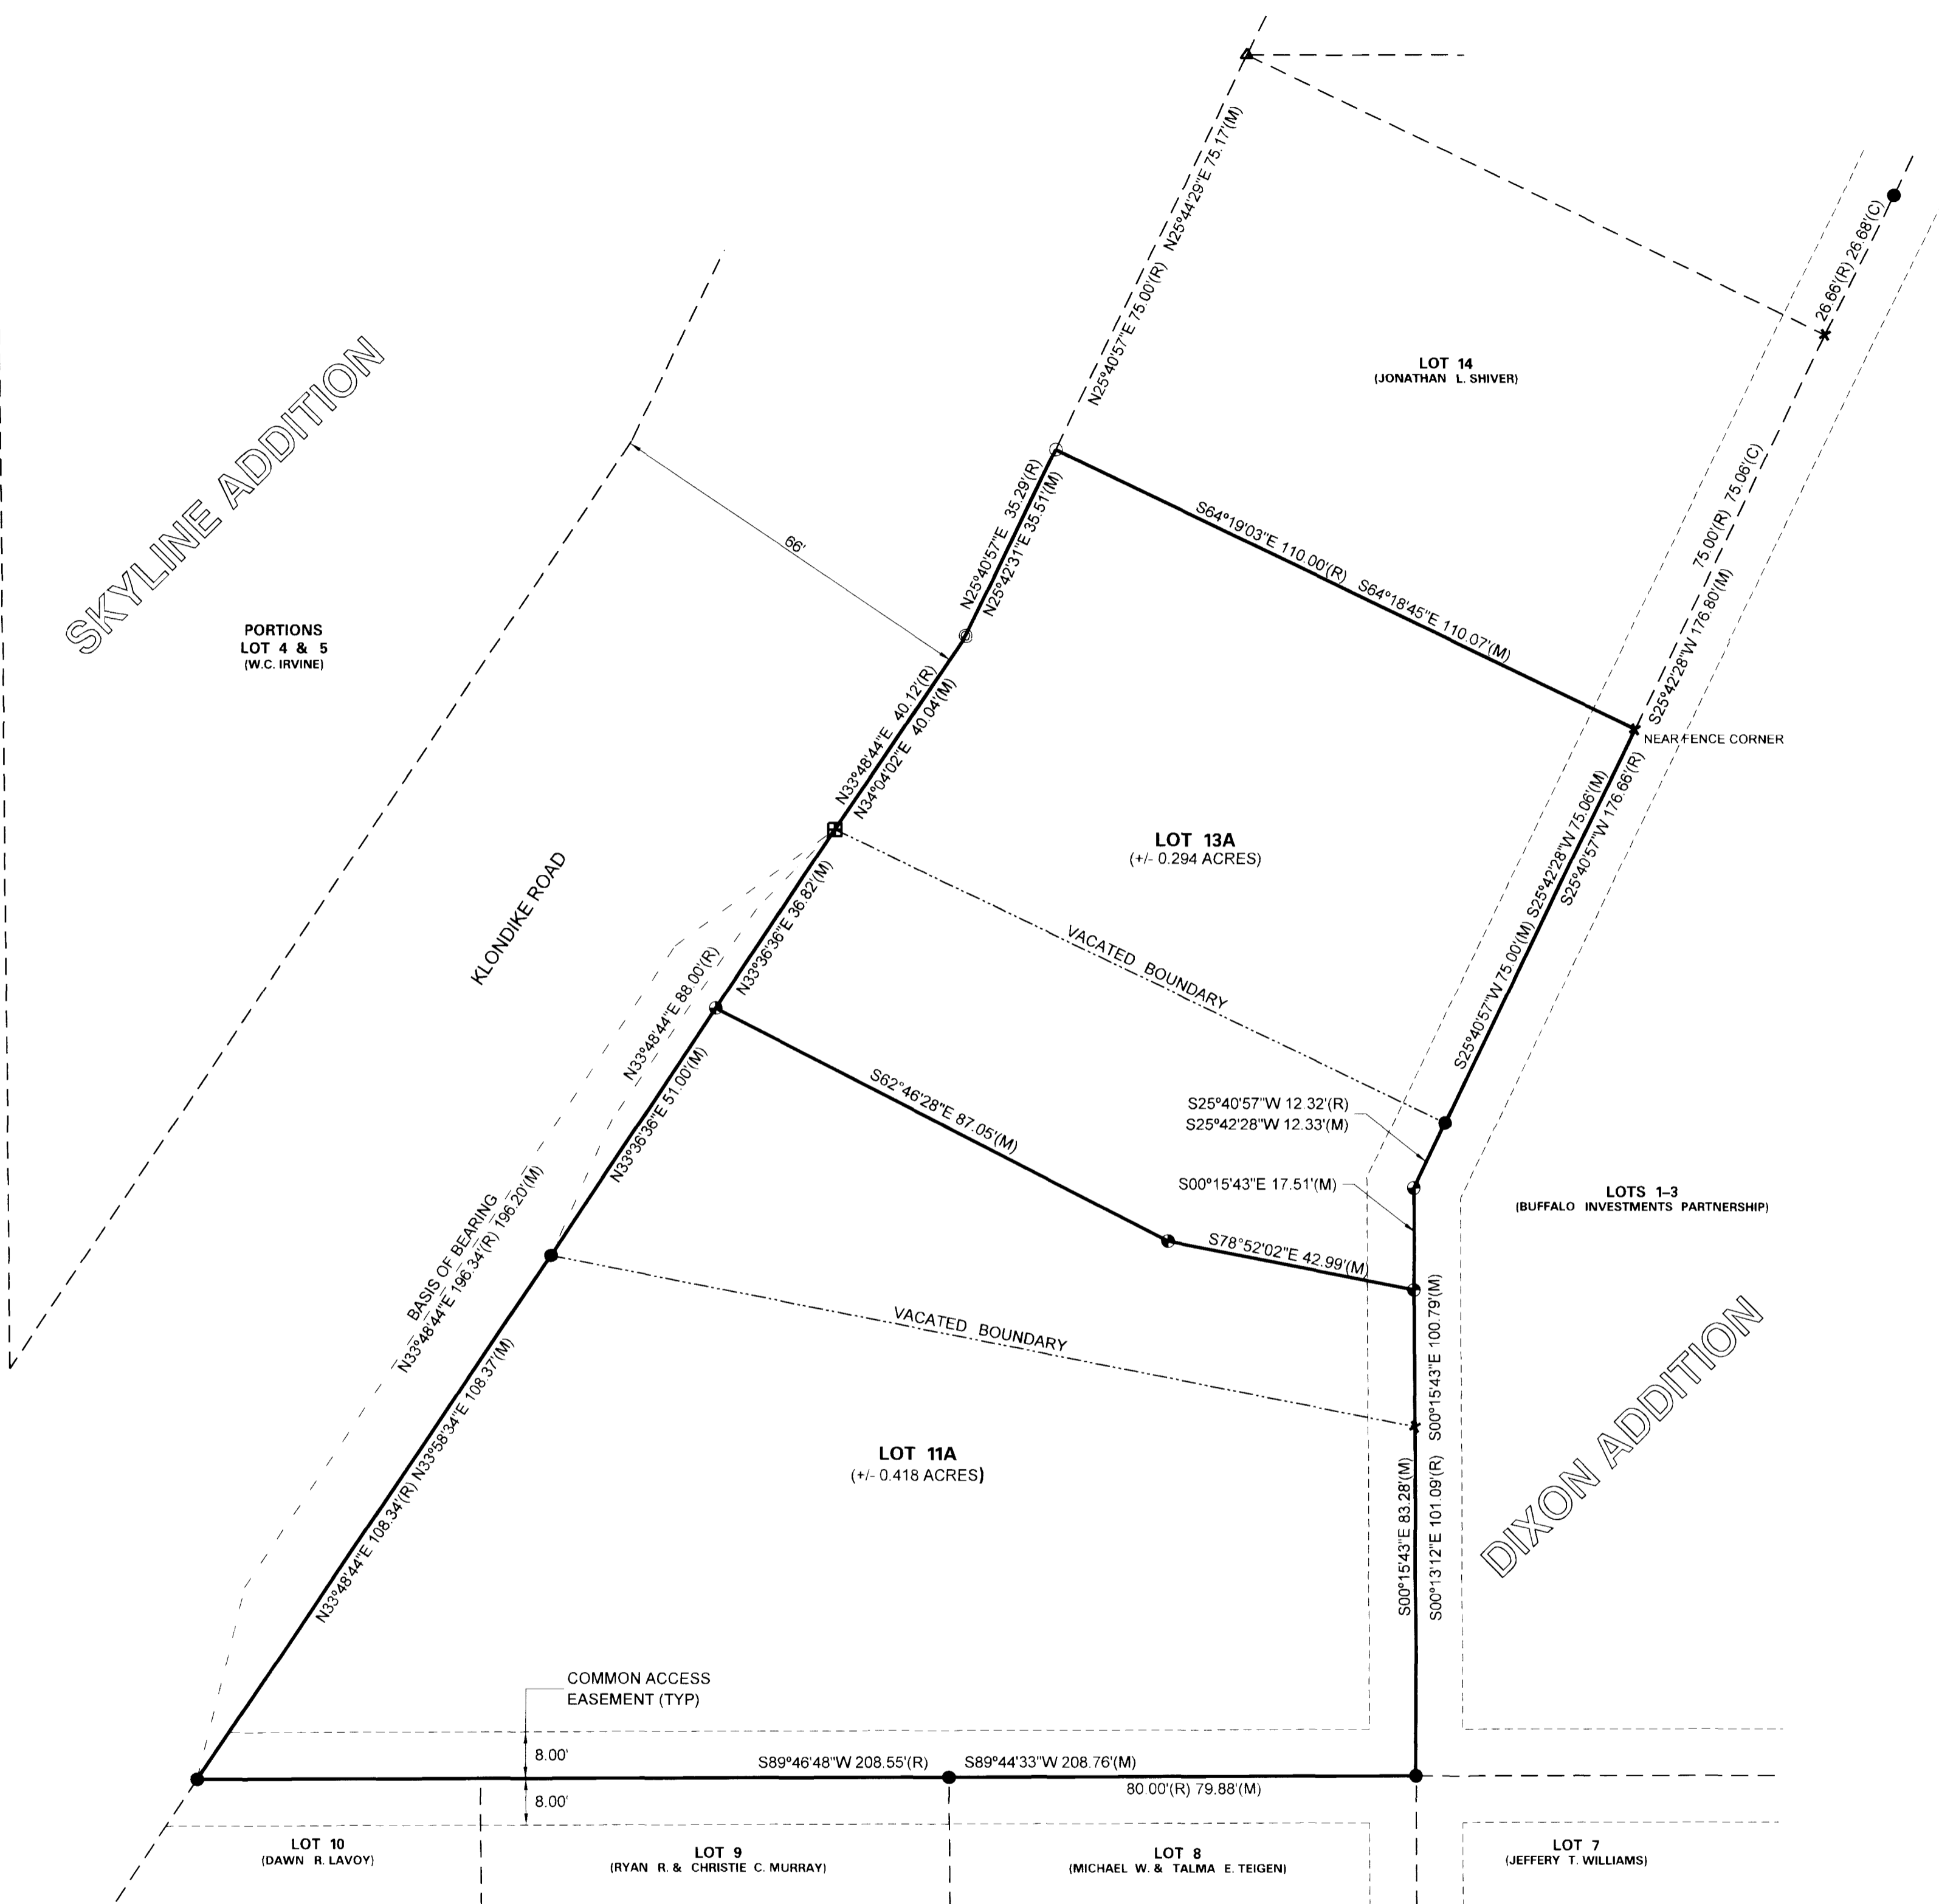 N25°44'29"E 75.17'(M)
N25°40'57"E 75.00'(R)
26.66'(R) 26.68'(C)
LOT 14
(JONATHAN L. SHIVER)
SKYLINE ADDITION
PORTIONS
LOT 4 & 5
(W.C. IRVINE)
66'
N25°40'57"E 35.29'(R)
N25°42'31"E 35.51'(M)
S64°19'03"E 110.00'(R) S64°18'45"E 110.07'(M)
75.00'(R) 75.06'(C)
S25°42'28"W 176.80'(M)
NEAR FENCE CORNER
N33°48'44"E 40.12'(R)
N34°04'02"E 40.04'(M)
LOT 13A
(+/- 0.294 ACRES)
S25°40'57"W 75.00'(M) S25°42'28"W 75.06'(M)
S25°40'57"W 176.66'(R)
KLONDIKE ROAD
N33°36'36"E 36.82'(M)
VACATED BOUNDARY
N33°48'44"E 88.00'(R)
N33°36'36"E 51.00'(M)
S62°46'28"E 87.05'(M)
S25°40'57"W 12.32'(R)
S25°42'28"W 12.33'(M)
S00°15'43"E 17.51'(M)
LOTS 1-3
(BUFFALO INVESTMENTS PARTNERSHIP)
BASIS OF BEARING
N33°48'44"E 196.34'(R) 196.20'(M)
S78°52'02"E 42.99'(M)
VACATED BOUNDARY
S00°15'43"E 100.79'(M)
S00°13'12"E 101.09'(R)
S00°15'43"E 83.28'(M)
DIXON ADDITION
N33°48'44"E 108.34'(R) N33°58'34"E 108.37'(M)
LOT 11A
(+/- 0.418 ACRES)
COMMON ACCESS
EASEMENT (TYP)
8.00'
S89°46'48"W 208.55'(R) S89°44'33"W 208.76'(M)
80.00'(R) 79.88'(M)
8.00'
LOT 10
(DAWN R. LAVOY)
LOT 9
(RYAN R. & CHRISTIE C. MURRAY)
LOT 8
(MICHAEL W. & TALMA E. TEIGEN)
LOT 7
(JEFFERY T. WILLIAMS)